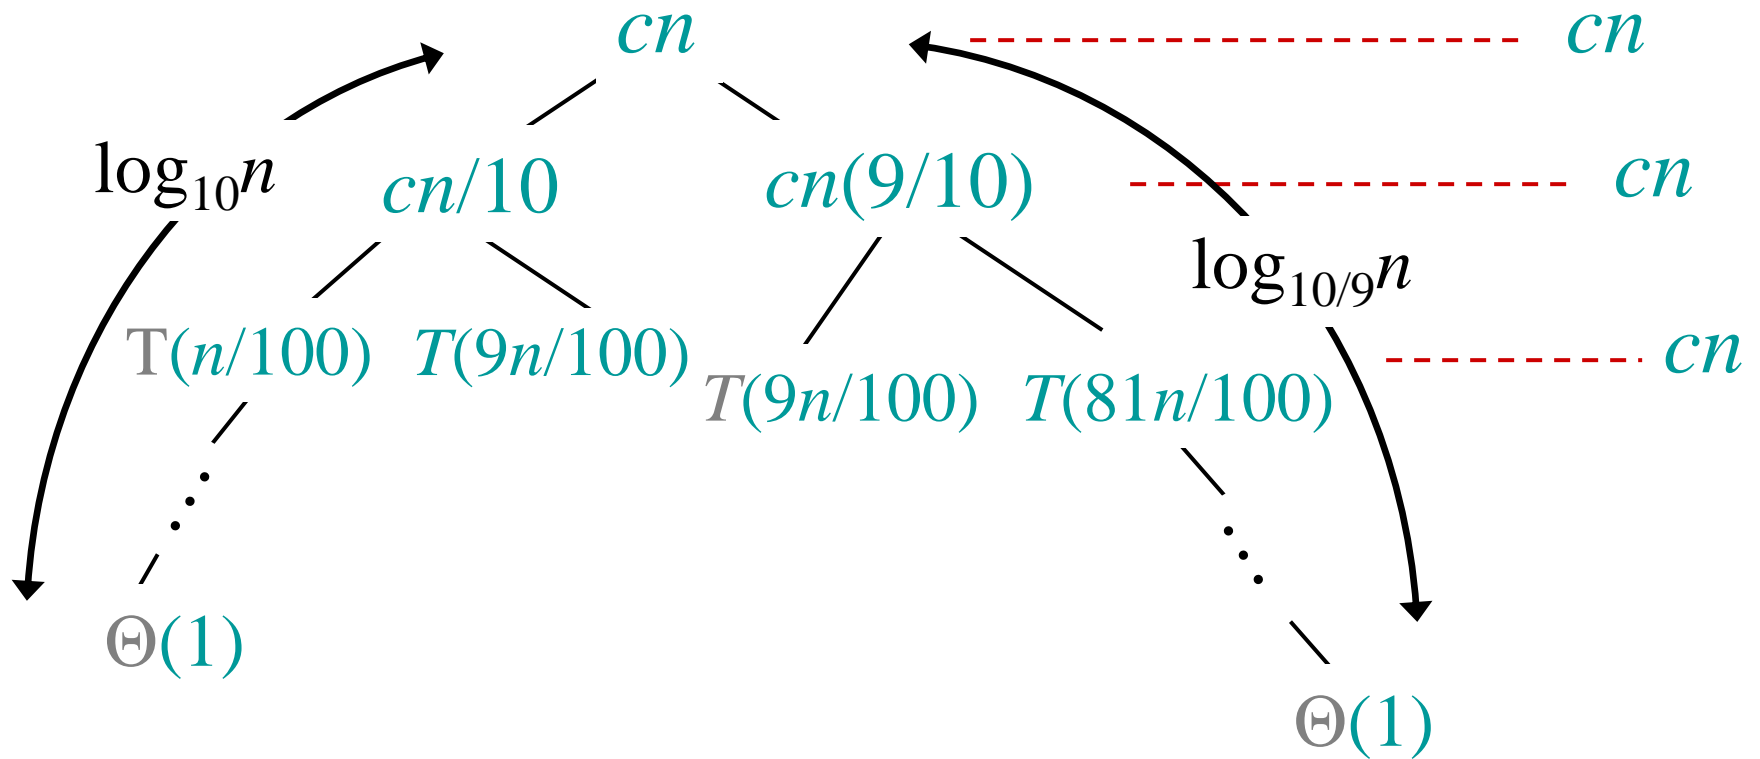 cn cn
log₁₀n cn/10 cn(9/10) cn
log₁₀/₉n
T(n/100) T(9n/100) cn
T(9n/100) T(81n/100)
Θ(1)
Θ(1)